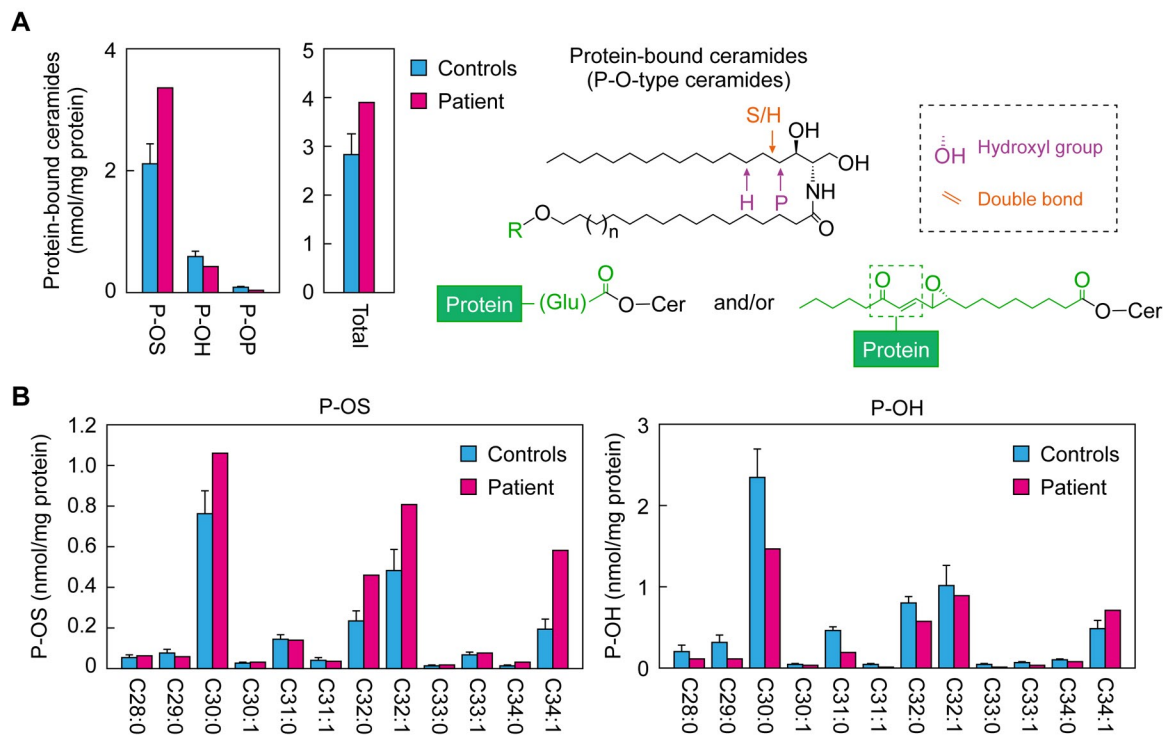 A
Protein-bound ceramides
(nmol/mg protein)
4
2
0
P-OS
P-OH
P-OP
5
4
3
2
1
0
Total
Controls
Patient
Protein-bound ceramides
(P-O-type ceramides)
S/H
OH
OH
H
P
NH
O
R
O
( )n
OH
Hydroxyl group
Double bond
Protein
(Glu)
O
O–Cer
and/or
O
O
O
O–Cer
Protein
B
P-OS
P-OS (nmol/mg protein)
1.2
1.0
0.8
0.6
0.4
0.2
0
Controls
Patient
C28:0
C29:0
C30:0
C30:1
C31:0
C31:1
C32:0
C32:1
C33:0
C33:1
C34:0
C34:1
P-OH
P-OH (nmol/mg protein)
3
2
1
0
Controls
Patient
C28:0
C29:0
C30:0
C30:1
C31:0
C31:1
C32:0
C32:1
C33:0
C33:1
C34:0
C34:1